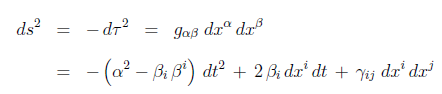 ds² = − dτ² = g_{αβ} dx^α dx^β
= − (α² − β_i β^i) dt² + 2 β_i dx^i dt + γ_{ij} dx^i dx^j